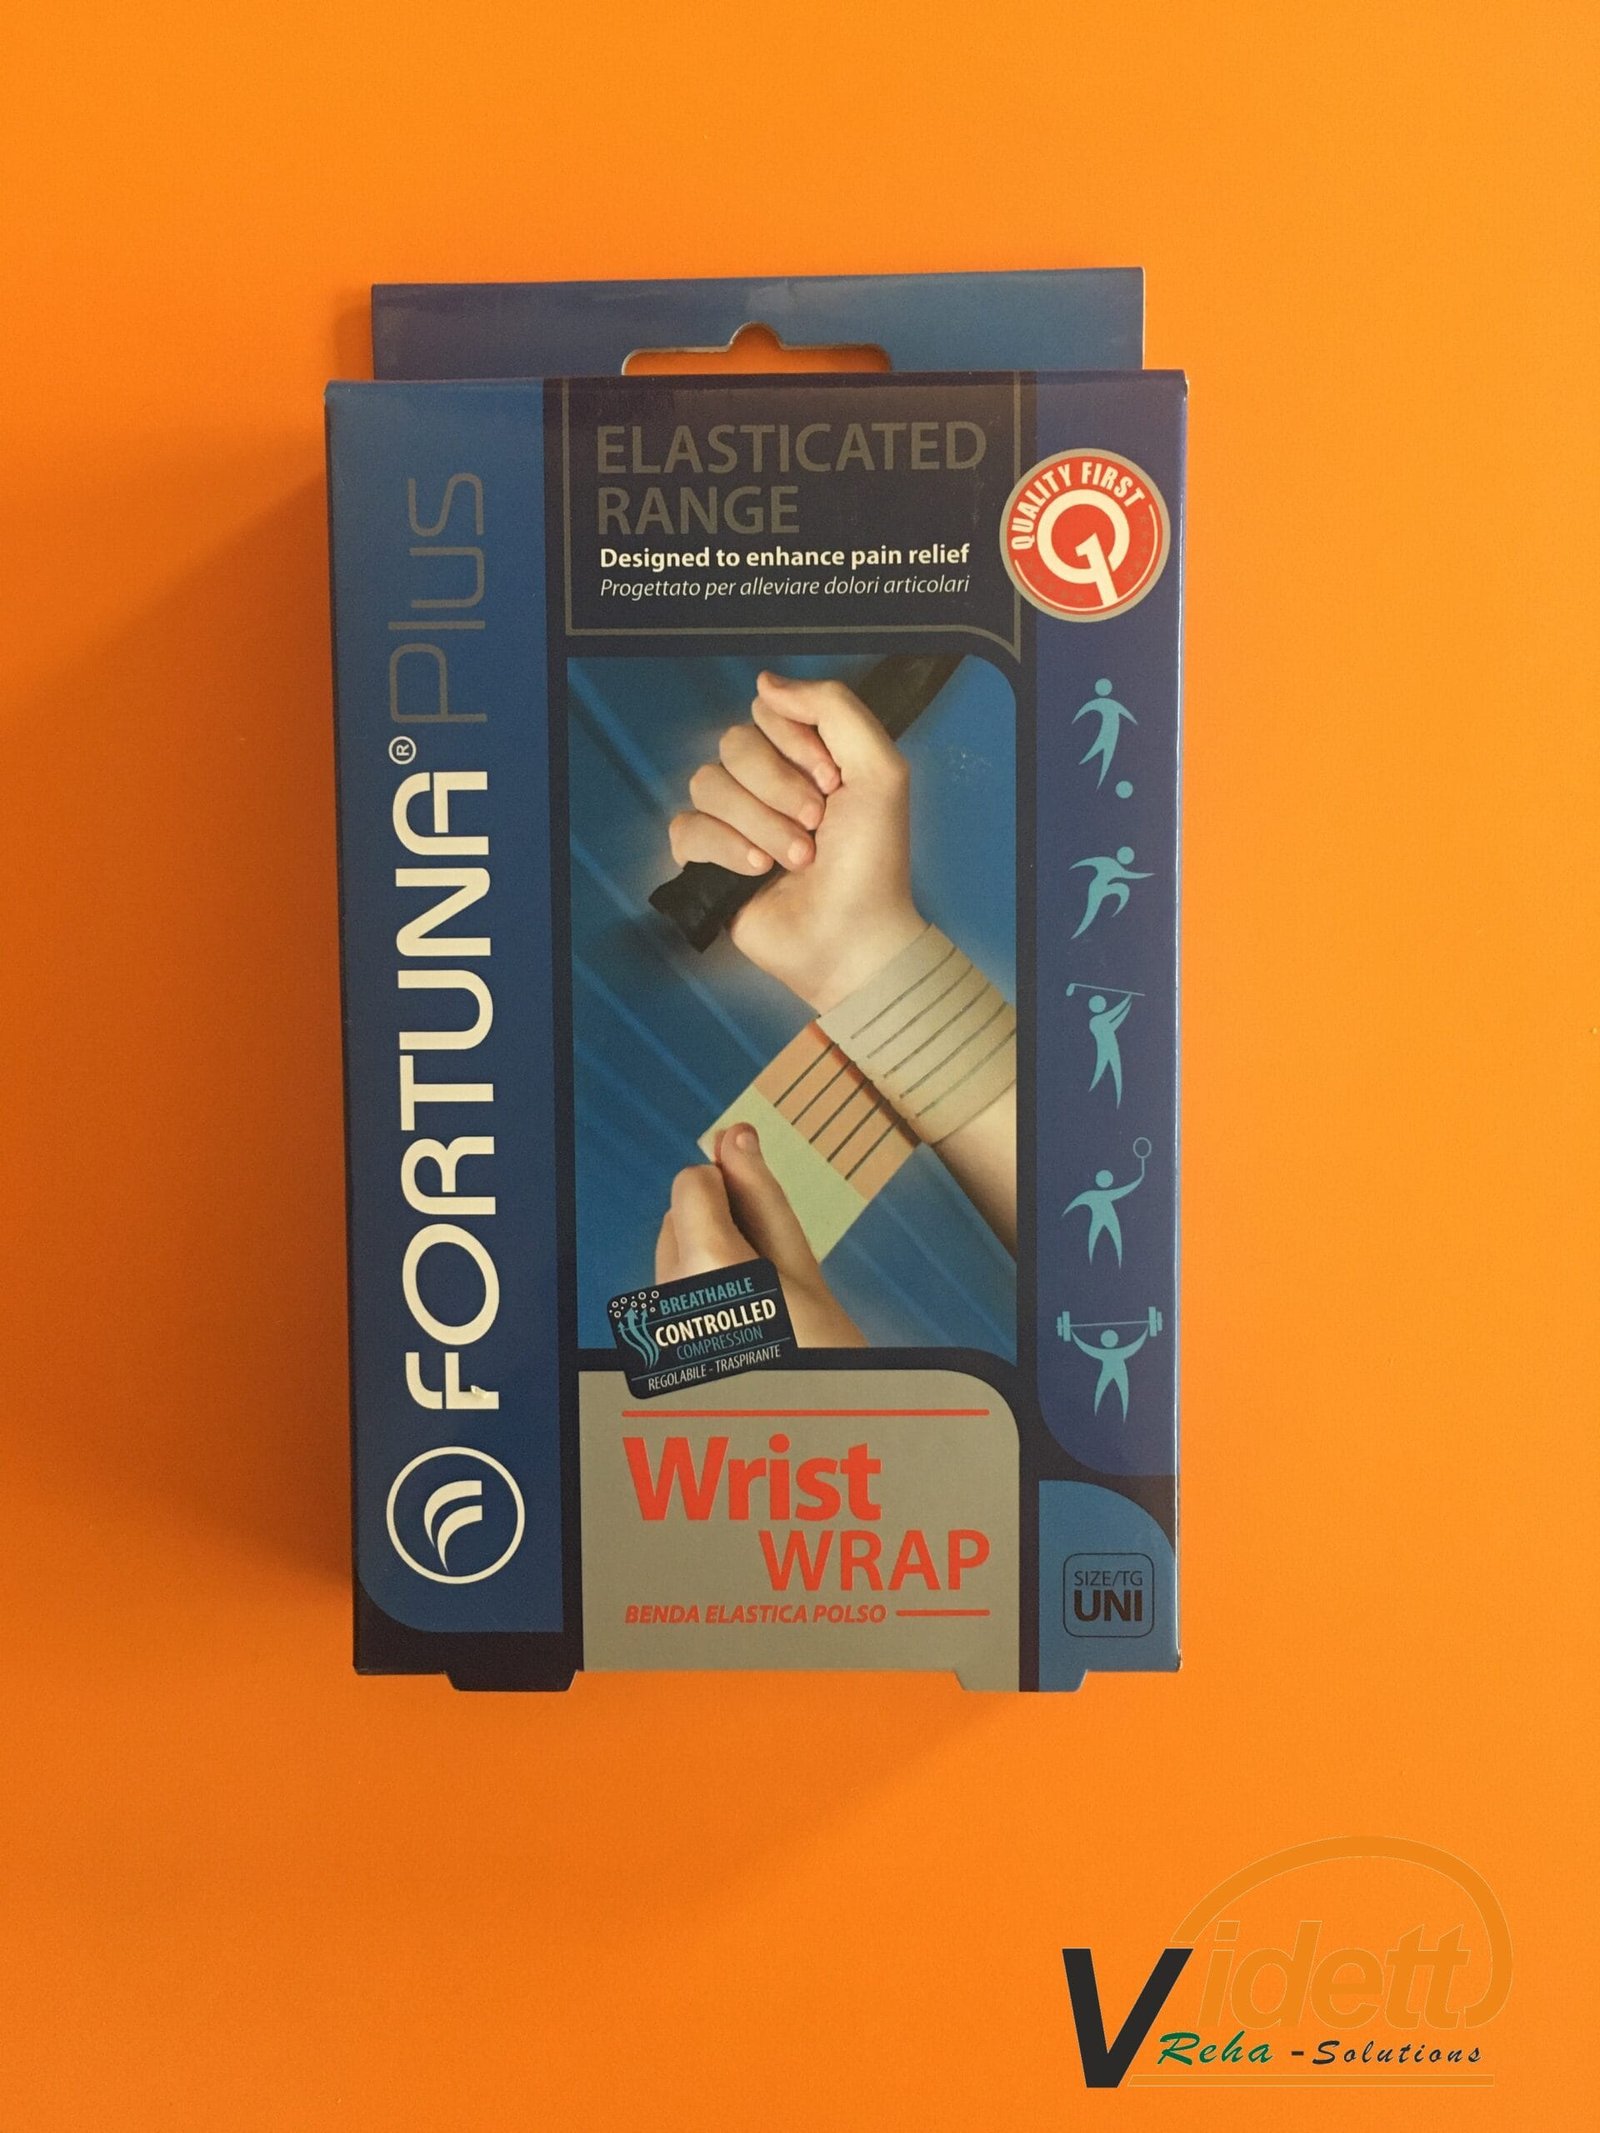 ELASTICATED
RANGE
Designed to enhance pain relief
Progettato per alleviare dolori articolari
QUALITY FIRST
FORTUNA® Plus
BREATHABLE
CONTROLLED
COMPRESSION
REGOLABILE - TRASPIRANTE
Wrist
WRAP
BENDA ELASTICA POLSO
SIZE/TG
UNI
Vidett
Reha - Solutions